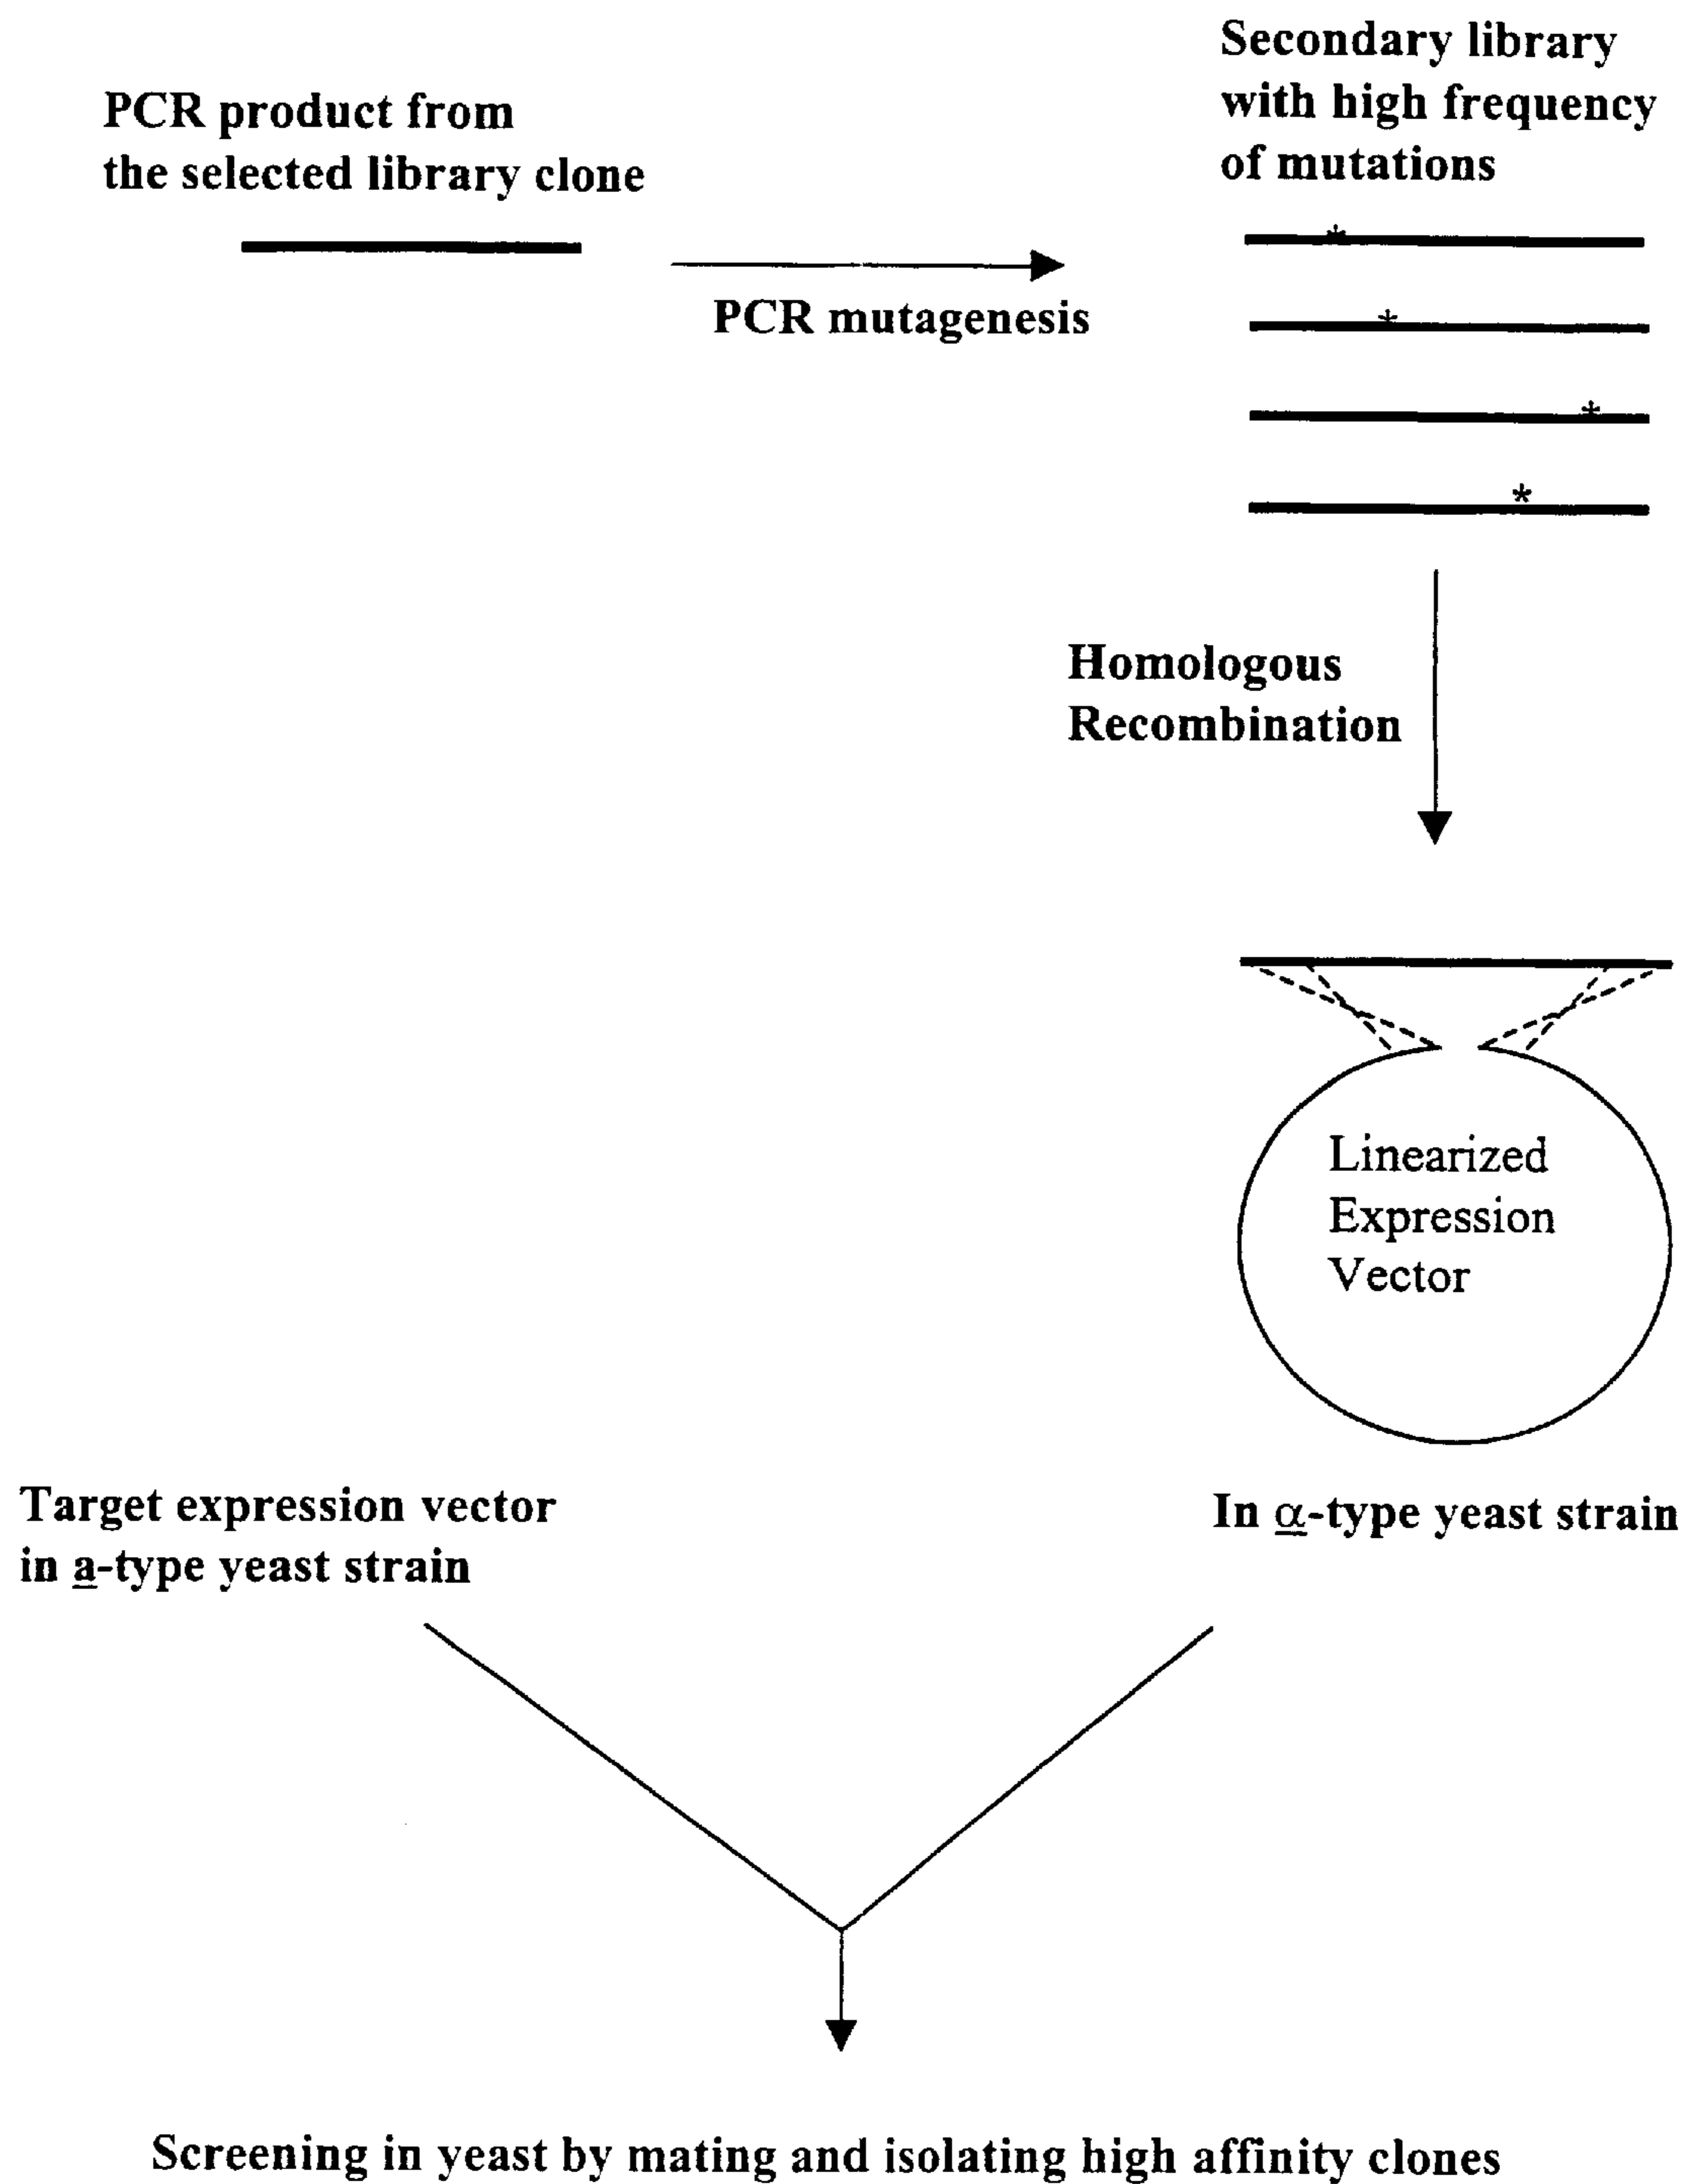 PCR product from
the selected library clone
PCR mutagenesis
Secondary library
with high frequency
of mutations
Homologous
Recombination
Linearized
Expression
Vector
Target expression vector
in a-type yeast strain
In α-type yeast strain
Screening in yeast by mating and isolating high affinity clones